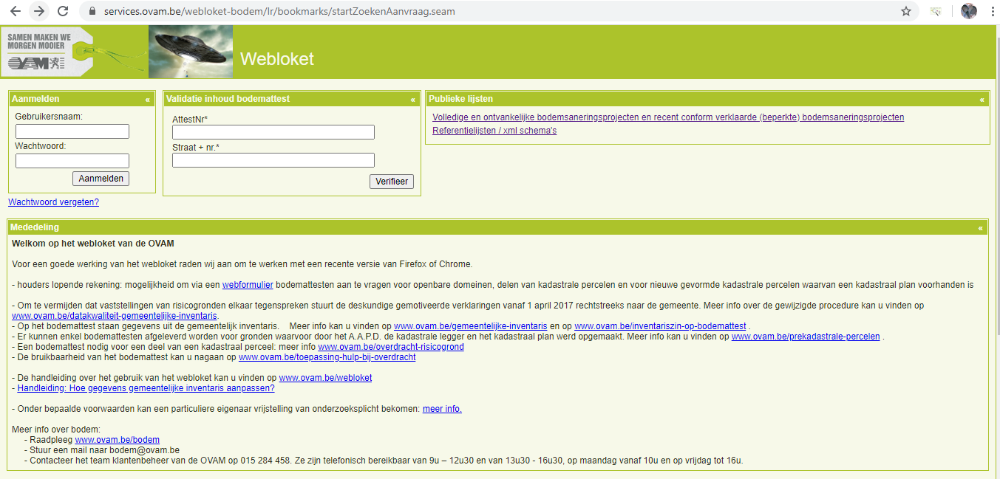 services.ovam.be/webloket-bodem/lr/bookmarks/startZoekenAanvraag.seam
SAMEN MAKEN WE
MORGEN MOOIER
OVAM
Webloket
Aanmelden «
Gebruikersnaam:
Wachtwoord:
Aanmelden
Wachtwoord vergeten?
Validatie inhoud bodemattest «
AttestNr*
Straat + nr.*
Verifieer
Publieke lijsten «
Volledige en ontvankelijke bodemsaneringsprojecten en recent conform verklaarde (beperkte) bodemsaneringsprojecten
Referentielijsten / xml schema's
Mededeling «
Welkom op het webloket van de OVAM
Voor een goede werking van het webloket raden wij aan om te werken met een recente versie van Firefox of Chrome.
- houders lopende rekening: mogelijkheid om via een webformulier bodemattesten aan te vragen voor openbare domeinen, delen van kadastrale percelen en voor nieuwe gevormde kadastrale percelen waarvan een kadastraal plan voorhanden is
- Om te vermijden dat vaststellingen van risicogronden elkaar tegenspreken stuurt de deskundige gemotiveerde verklaringen vanaf 1 april 2017 rechtstreeks naar de gemeente. Meer info over de gewijzigde procedure kan u vinden op
www.ovam.be/datakwaliteit-gemeentelijke-inventaris.
- Op het bodemattest staan gegevens uit de gemeentelijk inventaris. Meer info kan u vinden op www.ovam.be/gemeentelijke-inventaris en op www.ovam.be/inventariszin-op-bodemattest .
- Er kunnen enkel bodemattesten afgeleverd worden voor gronden waarvoor door het A.A.P.D. de kadastrale legger en het kadastraal plan werd opgemaakt. Meer info kan u vinden op www.ovam.be/prekadastrale-percelen .
- Een bodemattest nodig voor een deel van een kadastraal perceel: meer info www.ovam.be/overdracht-risicogrond
- De bruikbaarheid van het bodemattest kan u nagaan op www.ovam.be/toepassing-hulp-bij-overdracht
- De handleiding over het gebruik van het webloket kan u vinden op www.ovam.be/webloket
- Handleiding: Hoe gegevens gemeentelijke inventaris aanpassen?
- Onder bepaalde voorwaarden kan een particuliere eigenaar vrijstelling van onderzoeksplicht bekomen: meer info.
Meer info over bodem:
- Raadpleeg www.ovam.be/bodem
- Stuur een mail naar bodem@ovam.be
- Contacteer het team klantenbeheer van de OVAM op 015 284 458. Ze zijn telefonisch bereikbaar van 9u – 12u30 en van 13u30 - 16u30, op maandag vanaf 10u en op vrijdag tot 16u.